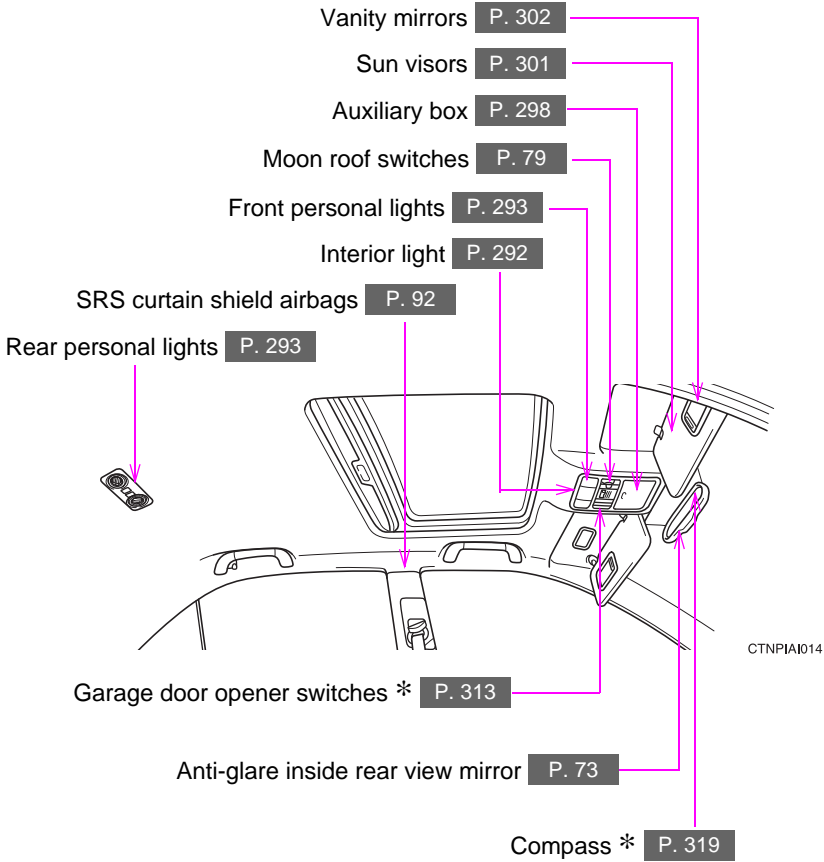 Vanity mirrors P. 302
Sun visors P. 301
Auxiliary box P. 298
Moon roof switches P. 79
Front personal lights P. 293
Interior light P. 292
SRS curtain shield airbags P. 92
Rear personal lights P. 293
CTNPIAI014
Garage door opener switches * P. 313
Anti-glare inside rear view mirror P. 73
Compass * P. 319